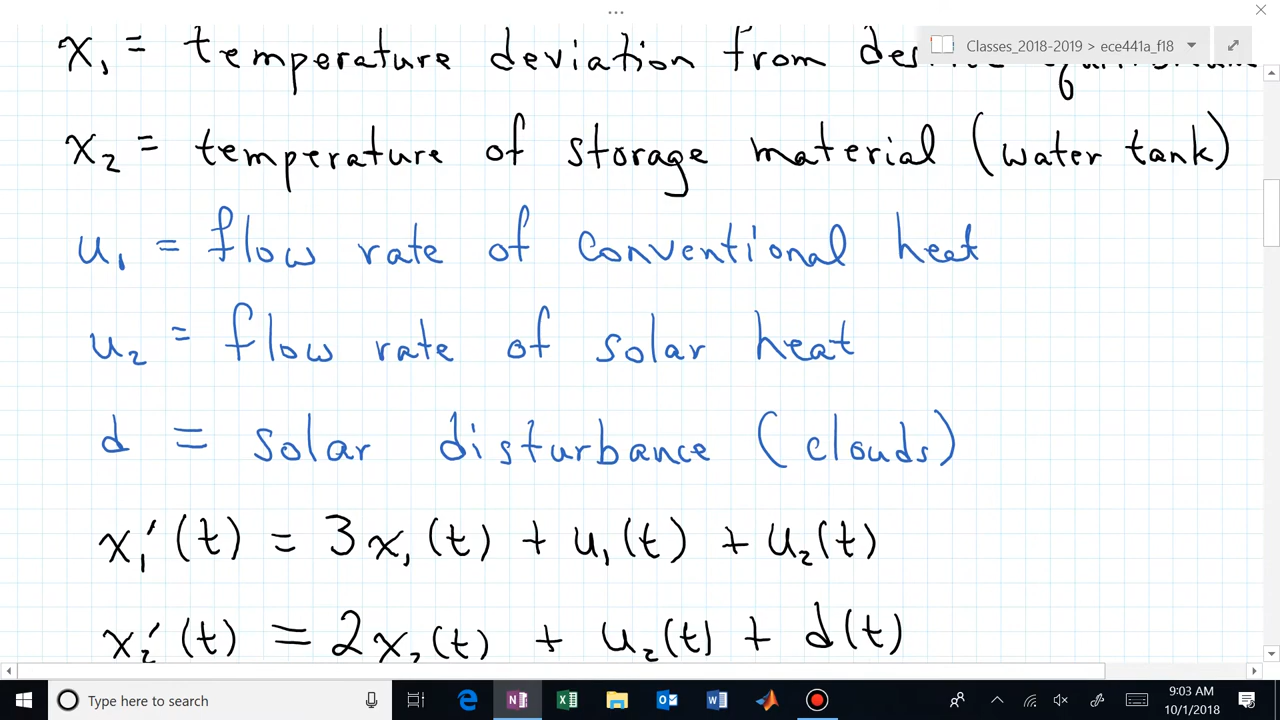 Classes_2018-2019 > ece441a_f18
x₁ = temperature deviation from
x₂ = temperature of storage material (water tank)
u₁ = flow rate of conventional heat
u₂ = flow rate of solar heat
d = solar disturbance (clouds)
x₁'(t) = 3x₁(t) + u₁(t) + u₂(t)
x₂'(t) = 2x₂(t) + u₂(t) + d(t)
Type here to search
9:03 AM
10/1/2018